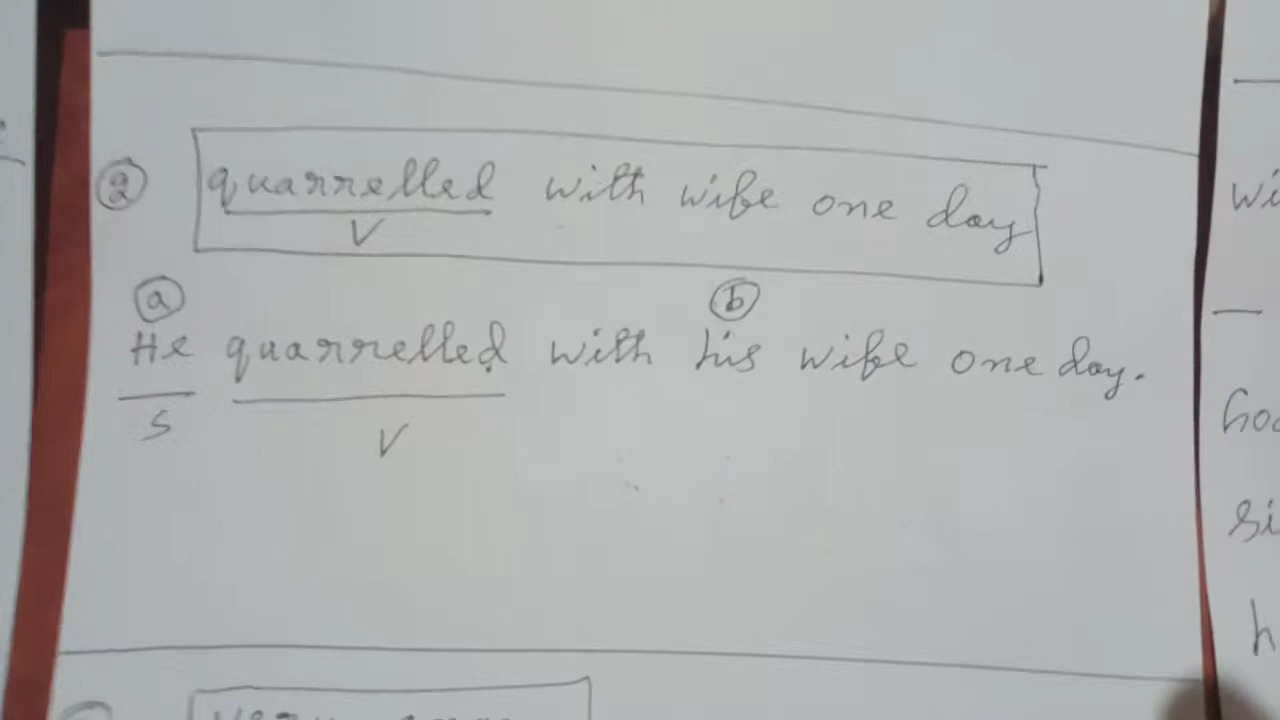 ② quarrelled with wife one day
V
ⓐ ⓑ
He quarrelled with his wife one day.
S V